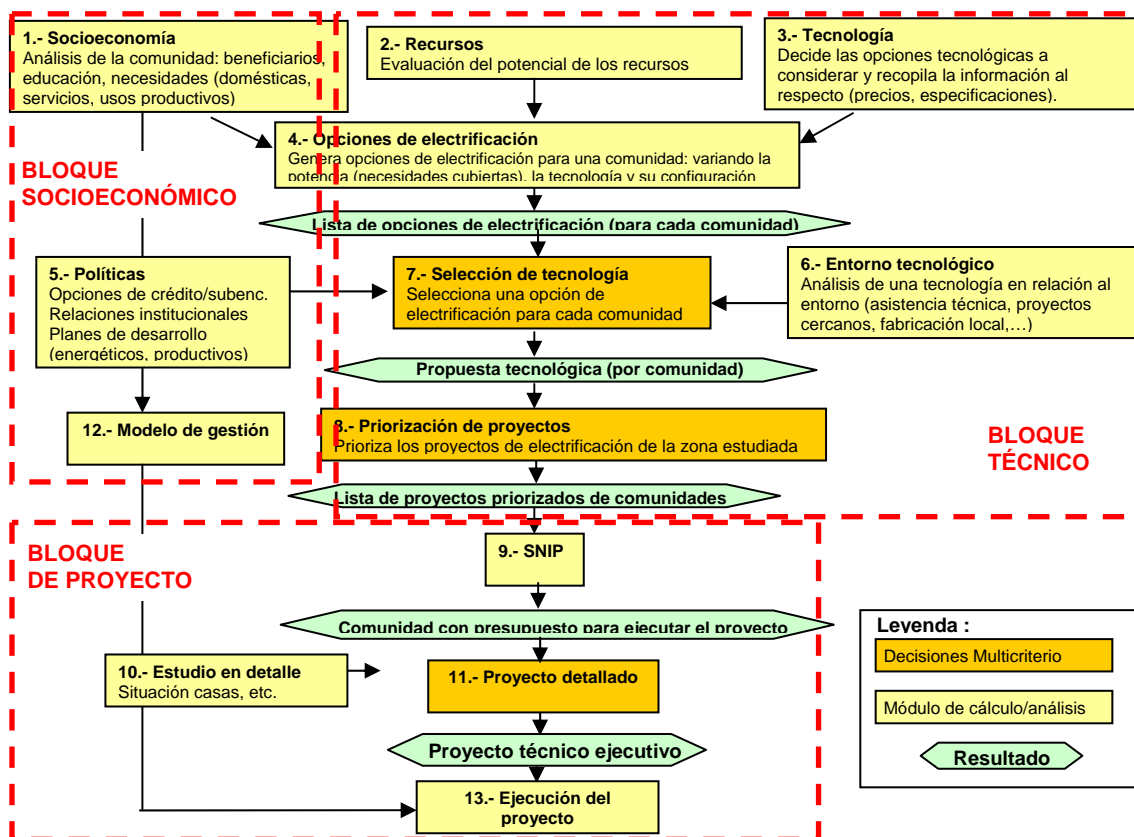 1.- Socioeconomía
Análisis de la comunidad: beneficiarios,
educación, necesidades (domésticas,
servicios, usos productivos)
2.- Recursos
Evaluación del potencial de los recursos
3.- Tecnología
Decide las opciones tecnológicas a
considerar y recopila la información al
respecto (precios, especificaciones).
4.- Opciones de electrificación
Genera opciones de electrificación para una comunidad: variando la
potencia (necesidades cubiertas), la tecnología y su configuración
BLOQUE
SOCIOECONÓMICO
Lista de opciones de electrificación (para cada comunidad)
5.- Políticas
Opciones de crédito/subenc.
Relaciones institucionales
Planes de desarrollo
(energéticos, productivos)
7.- Selección de tecnología
Selecciona una opción de
electrificación para cada comunidad
6.- Entorno tecnológico
Análisis de una tecnología en relación al
entorno (asistencia técnica, proyectos
cercanos, fabricación local,…)
Propuesta tecnológica (por comunidad)
12.- Modelo de gestión
8.- Priorización de proyectos
Prioriza los proyectos de electrificación de la zona estudiada
BLOQUE
TÉCNICO
Lista de proyectos priorizados de comunidades
BLOQUE
DE PROYECTO
9.- SNIP
Comunidad con presupuesto para ejecutar el proyecto
10.- Estudio en detalle
Situación casas, etc.
11.- Proyecto detallado
Proyecto técnico ejecutivo
13.- Ejecución del
proyecto
Leyenda :
Decisiones Multicriterio
Módulo de cálculo/análisis
Resultado